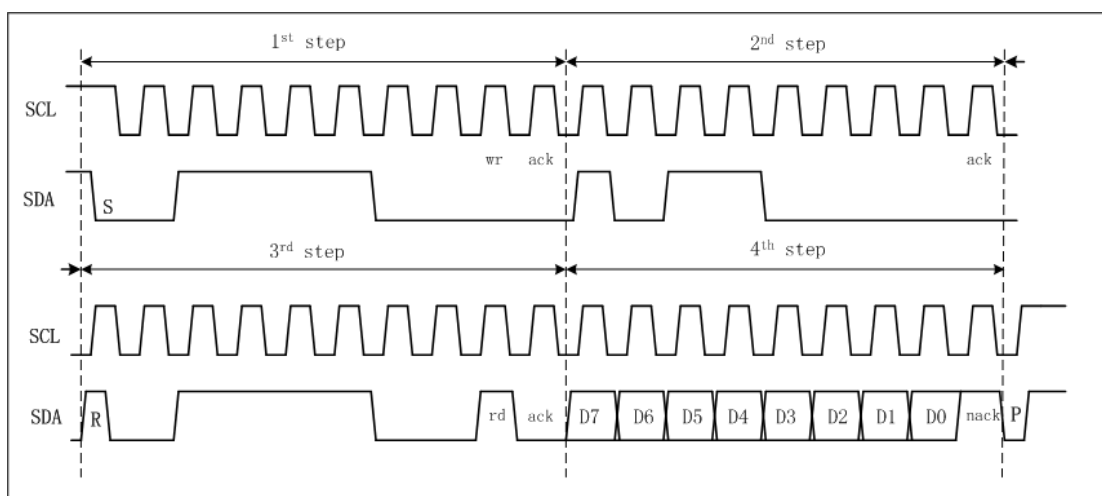 1st step 2nd step
SCL
wr ack ack
SDA
S
3rd step 4th step
SCL
SDA R rd ack D7 D6 D5 D4 D3 D2 D1 D0 nack P